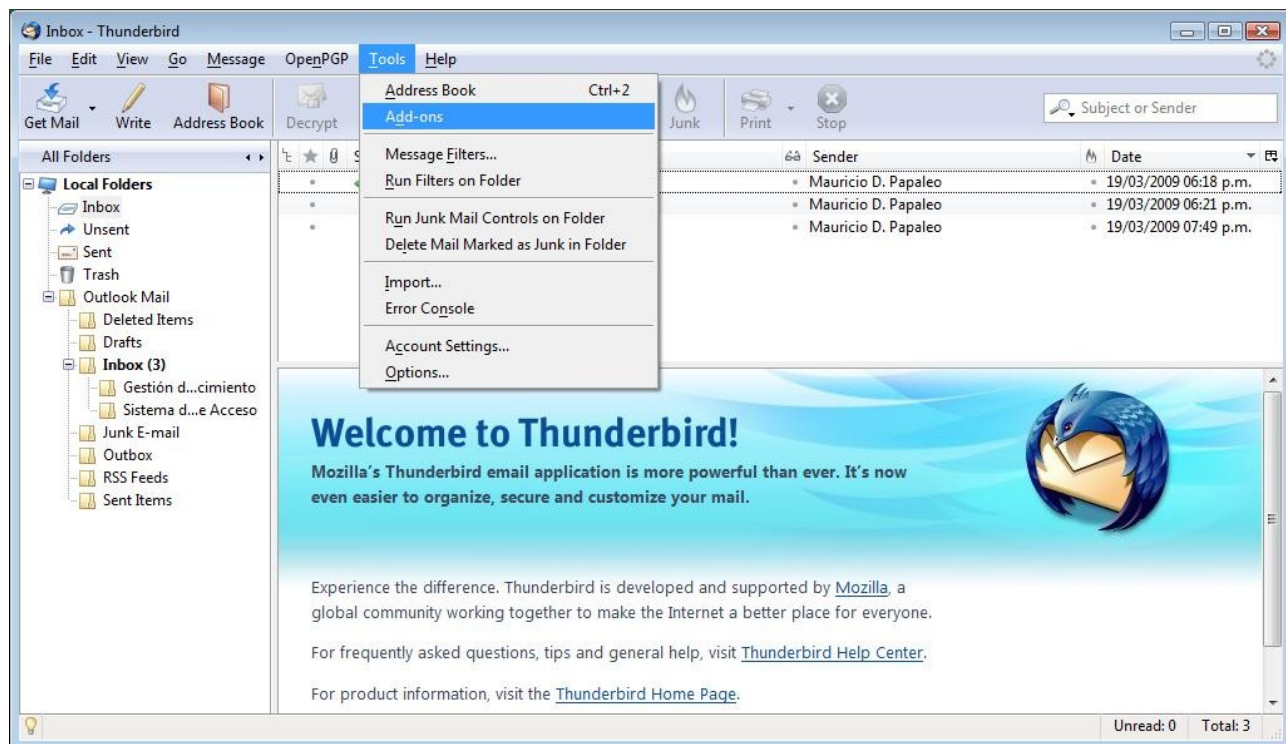 Inbox - Thunderbird
File Edit View Go Message OpenPGP Tools Help
Get Mail Write Address Book Decrypt Junk Print Stop Subject or Sender
Address Book Ctrl+2
Add-ons
Message Filters...
Run Filters on Folder
Run Junk Mail Controls on Folder
Delete Mail Marked as Junk in Folder
Import...
Error Console
Account Settings...
Options...
All Folders
Local Folders
Inbox
Unsent
Sent
Trash
Outlook Mail
Deleted Items
Drafts
Inbox (3)
Gestión d...cimiento
Sistema d...e Acceso
Junk E-mail
Outbox
RSS Feeds
Sent Items
S Sender Date
Mauricio D. Papaleo 19/03/2009 06:18 p.m.
Mauricio D. Papaleo 19/03/2009 06:21 p.m.
Mauricio D. Papaleo 19/03/2009 07:49 p.m.
Welcome to Thunderbird!
Mozilla's Thunderbird email application is more powerful than ever. It's now
even easier to organize, secure and customize your mail.
Experience the difference. Thunderbird is developed and supported by Mozilla, a
global community working together to make the Internet a better place for everyone.
For frequently asked questions, tips and general help, visit Thunderbird Help Center.
For product information, visit the Thunderbird Home Page.
Unread: 0 Total: 3